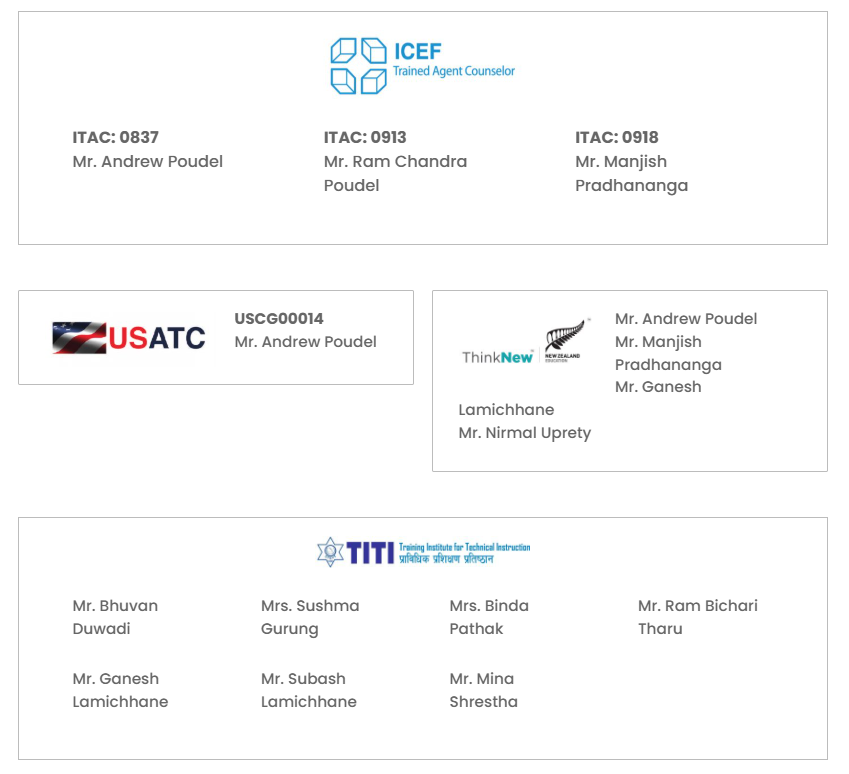 ICEF
Trained Agent Counselor
ITAC: 0837
Mr. Andrew Poudel
ITAC: 0913
Mr. Ram Chandra
Poudel
ITAC: 0918
Mr. Manjish
Pradhananga
USATC
USCG00014
Mr. Andrew Poudel
ThinkNew
NEW ZEALAND
EDUCATION
Mr. Andrew Poudel
Mr. Manjish
Pradhananga
Mr. Ganesh
Lamichhane
Mr. Nirmal Uprety
TITI
Training Institute for Technical Instruction
प्राविधिक प्रशिक्षण प्रतिष्ठान
Mr. Bhuvan
Duwadi
Mrs. Sushma
Gurung
Mrs. Binda
Pathak
Mr. Ram Bichari
Tharu
Mr. Ganesh
Lamichhane
Mr. Subash
Lamichhane
Mr. Mina
Shrestha